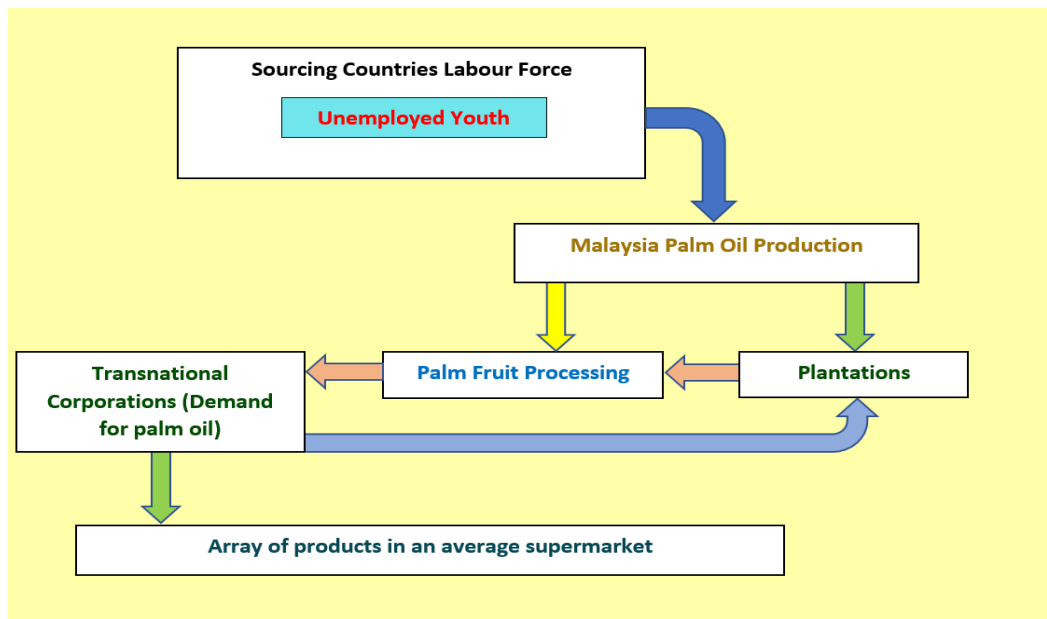 Sourcing Countries Labour Force
Unemployed Youth
Malaysia Palm Oil Production
Transnational
Corporations (Demand
for palm oil)
Palm Fruit Processing
Plantations
Array of products in an average supermarket